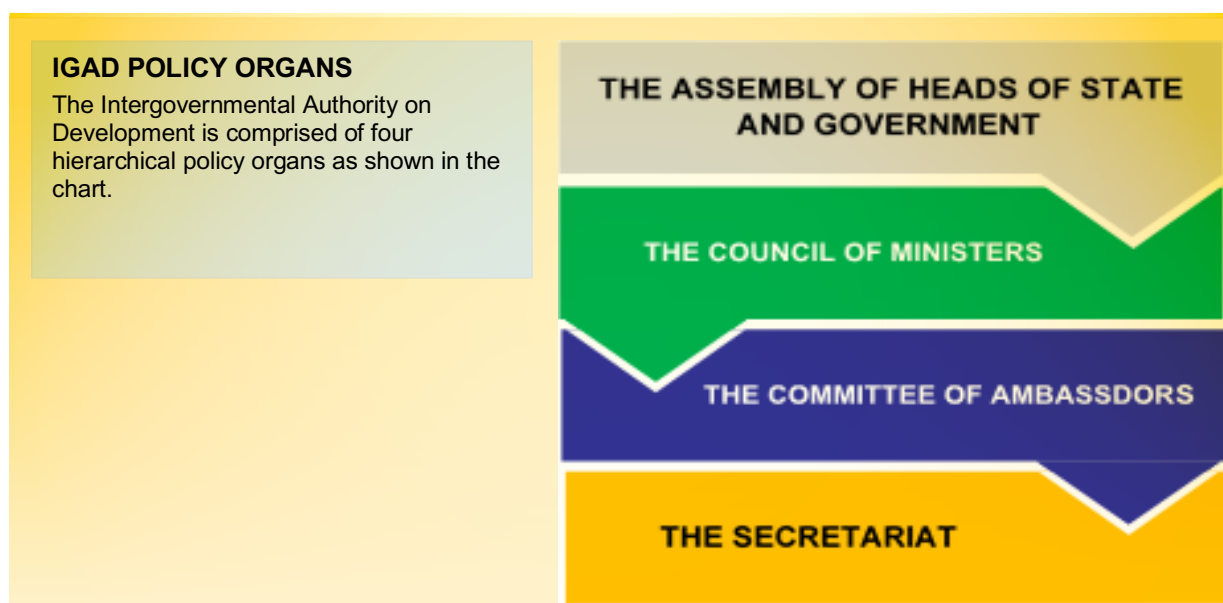 IGAD POLICY ORGANS
The Intergovernmental Authority on
Development is comprised of four
hierarchical policy organs as shown in the
chart.
THE ASSEMBLY OF HEADS OF STATE
AND GOVERNMENT
THE COUNCIL OF MINISTERS
THE COMMITTEE OF AMBASSDORS
THE SECRETARIAT